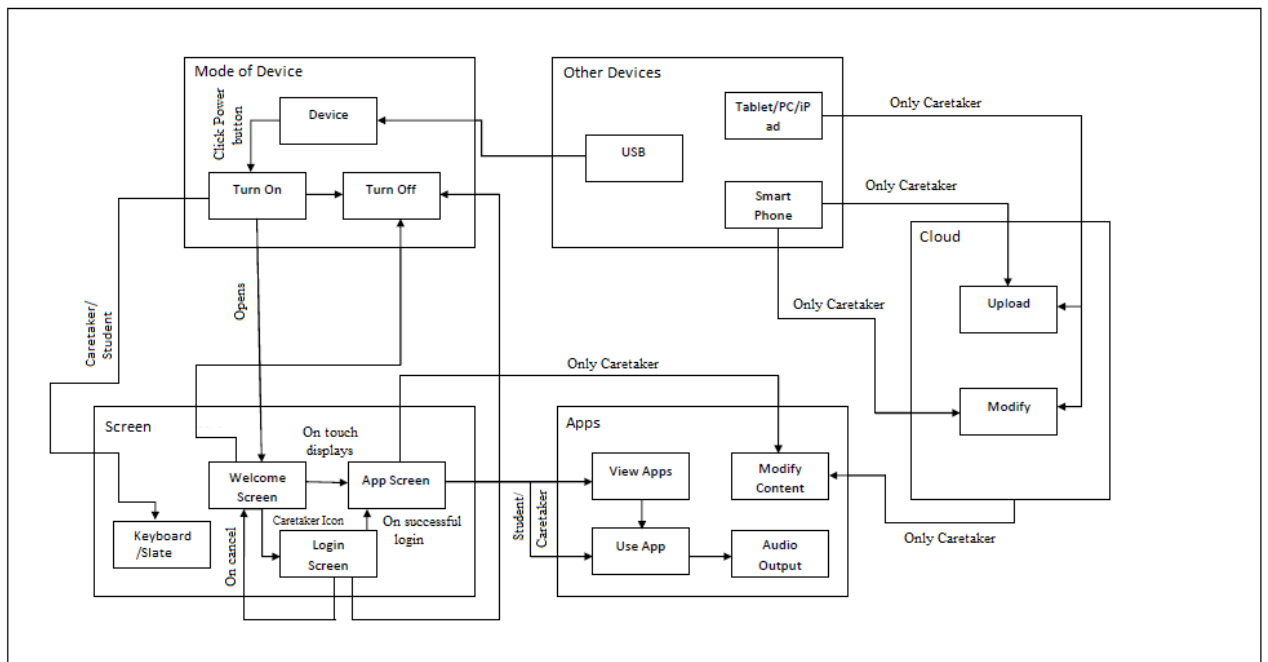 Mode of Device
Click Power
button
Device
Turn On
Turn Off
Other Devices
Tablet/PC/iP
ad
USB
Smart
Phone
Only Caretaker
Only Caretaker
Only Caretaker
Cloud
Upload
Modify
Caretaker/
Student
Opens
Only Caretaker
Screen
On touch
displays
Welcome
Screen
App Screen
Caretaker Icon
On successful
login
Keyboard
/Slate
On cancel
Login
Screen
Student/
Caretaker
Apps
View Apps
Modify
Content
Use App
Audio
Output
Only Caretaker